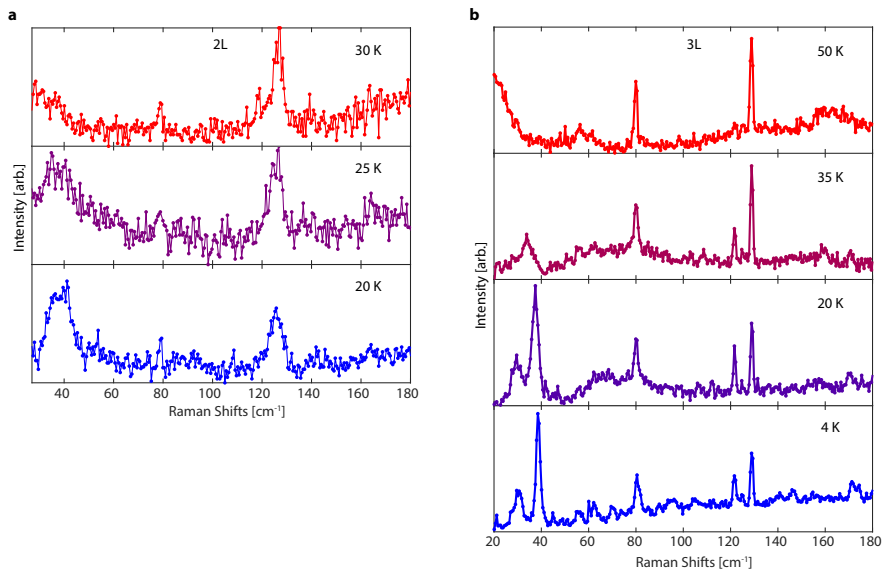 a
2L
30 K
25 K
20 K
Intensity [arb.]
40 60 80 100 120 140 160 180
Raman Shifts [cm⁻¹]
b
3L
50 K
35 K
20 K
4 K
Intensity [arb.]
20 40 60 80 100 120 140 160 180
Raman Shifts [cm⁻¹]